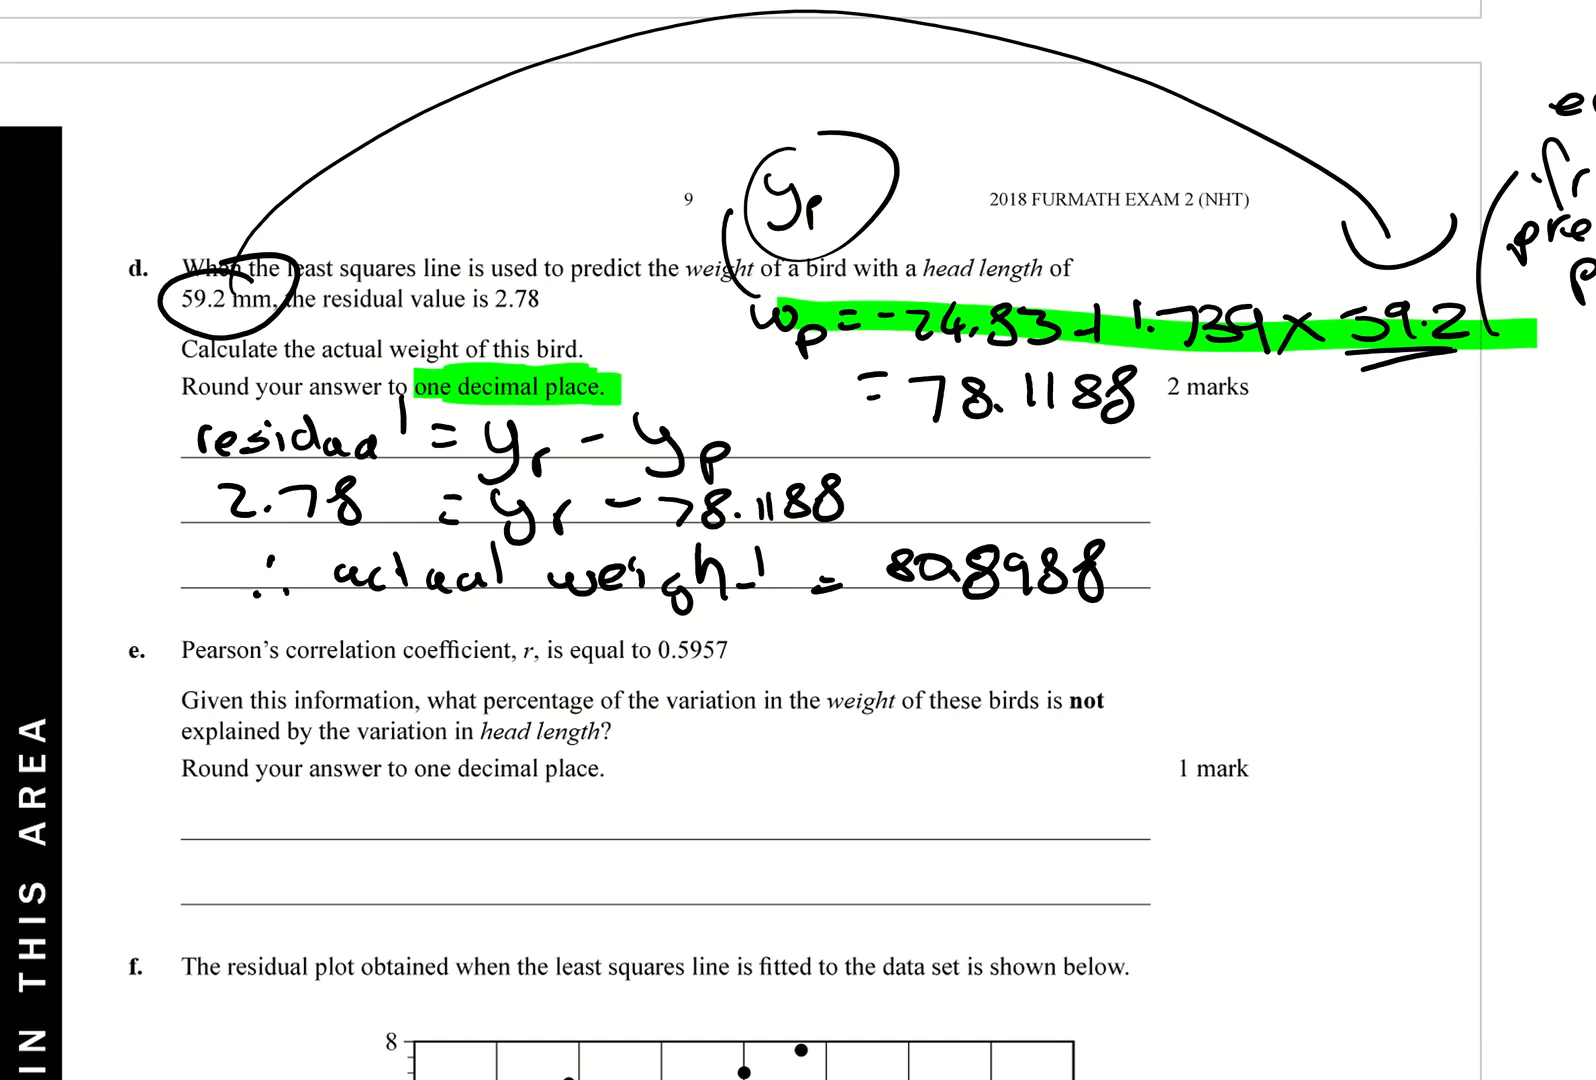 yp
9 2018 FURMATH EXAM 2 (NHT)
d. When the least squares line is used to predict the weight of a bird with a head length of
59.2 mm, the residual value is 2.78
wp = -24.83 + 1.739 × 59.2
Calculate the actual weight of this bird.
Round your answer to one decimal place. 2 marks
= 78.1188
residual = yr - yp
2.78 = yr - 78.1188
∴ actual weight = 80.8988
e. Pearson's correlation coefficient, r, is equal to 0.5957
Given this information, what percentage of the variation in the weight of these birds is not
explained by the variation in head length?
Round your answer to one decimal place. 1 mark
f. The residual plot obtained when the least squares line is fitted to the data set is shown below.
8
IN THIS AREA